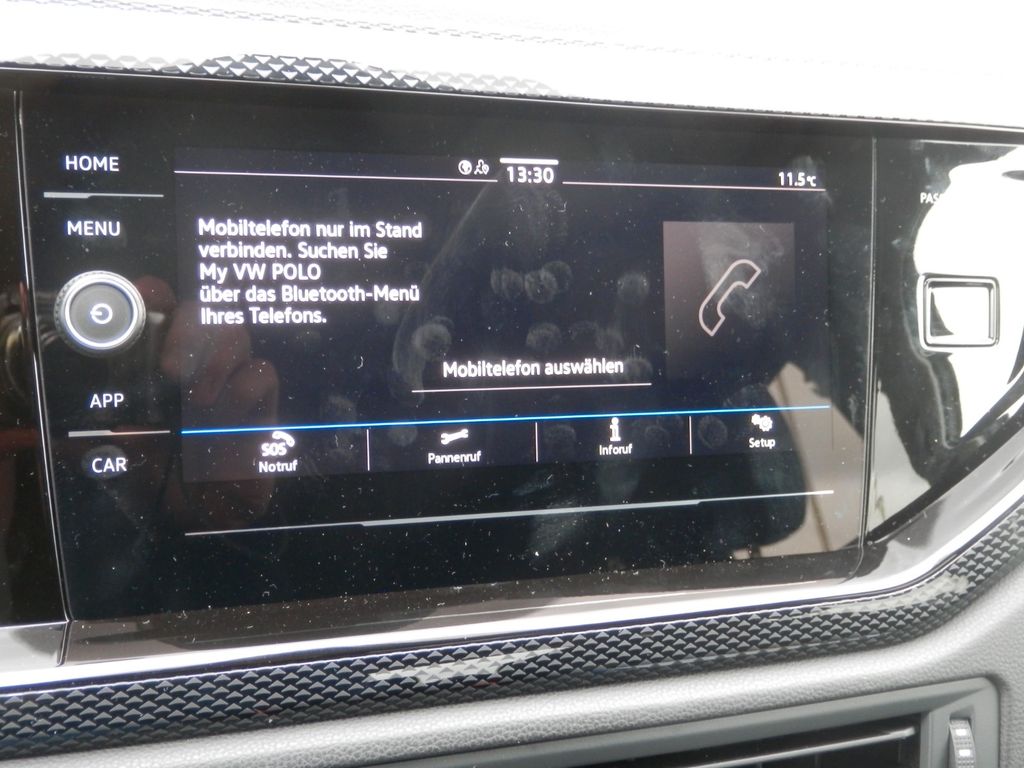 HOME
MENU
APP
CAR
13:30
11.5°C
Mobiltelefon nur im Stand
verbinden. Suchen Sie
My VW POLO
über das Bluetooth-Menü
Ihres Telefons.
Mobiltelefon auswählen
SOS
Notruf
Pannenruf
Inforuf
Setup